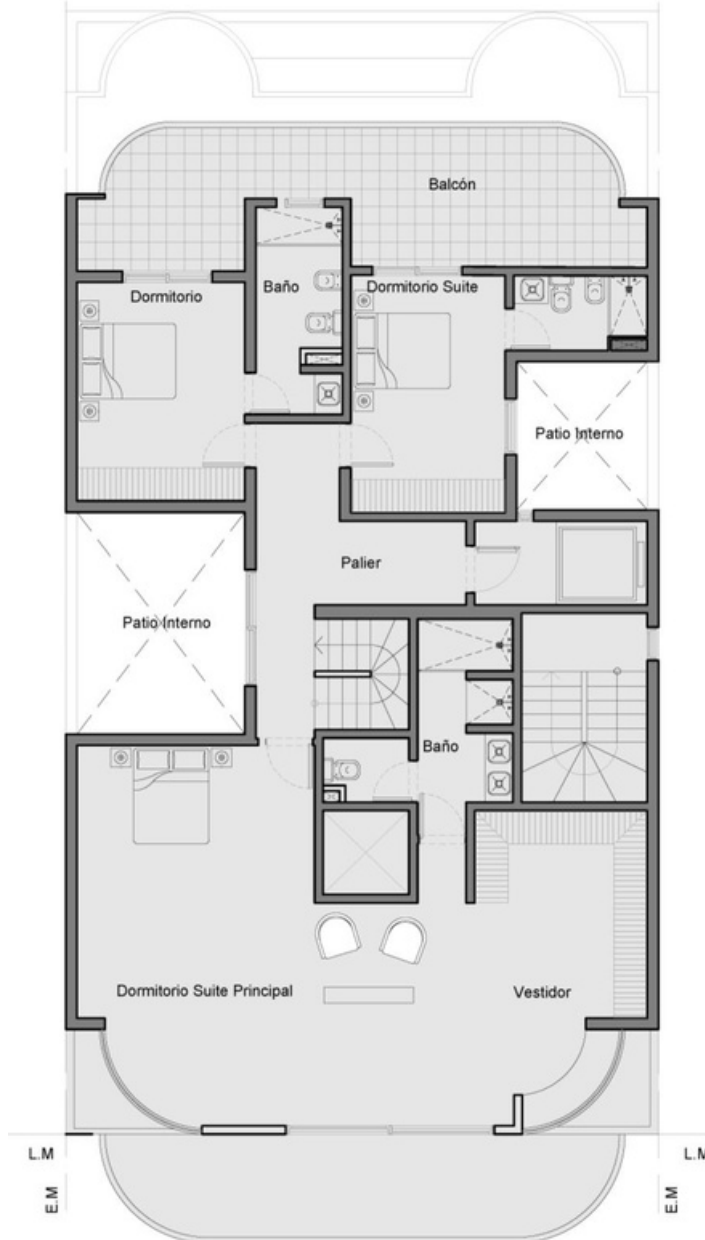 Balcón
Dormitorio
Baño
Dormitorio Suite
Patio Interno
Palier
Patio Interno
Baño
Dormitorio Suite Principal
Vestidor
L.M
L.M
E.M
E.M